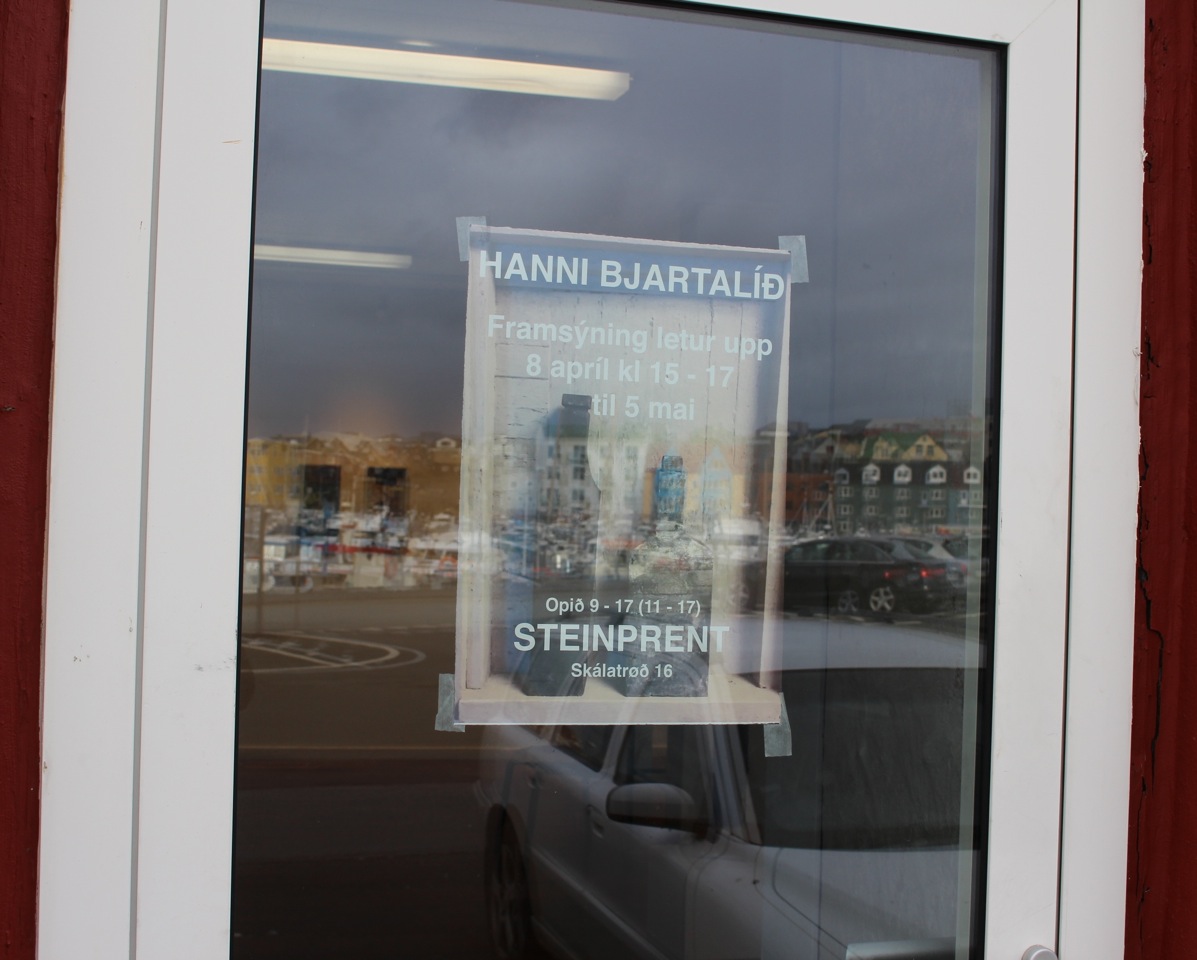 HANNI BJARTALÍÐ
Framsýning letur upp
8 apríl kl 15 - 17
til 5 mai
Opið 9 - 17 (11 - 17)
STEINPRENT
Skálatrøð 16